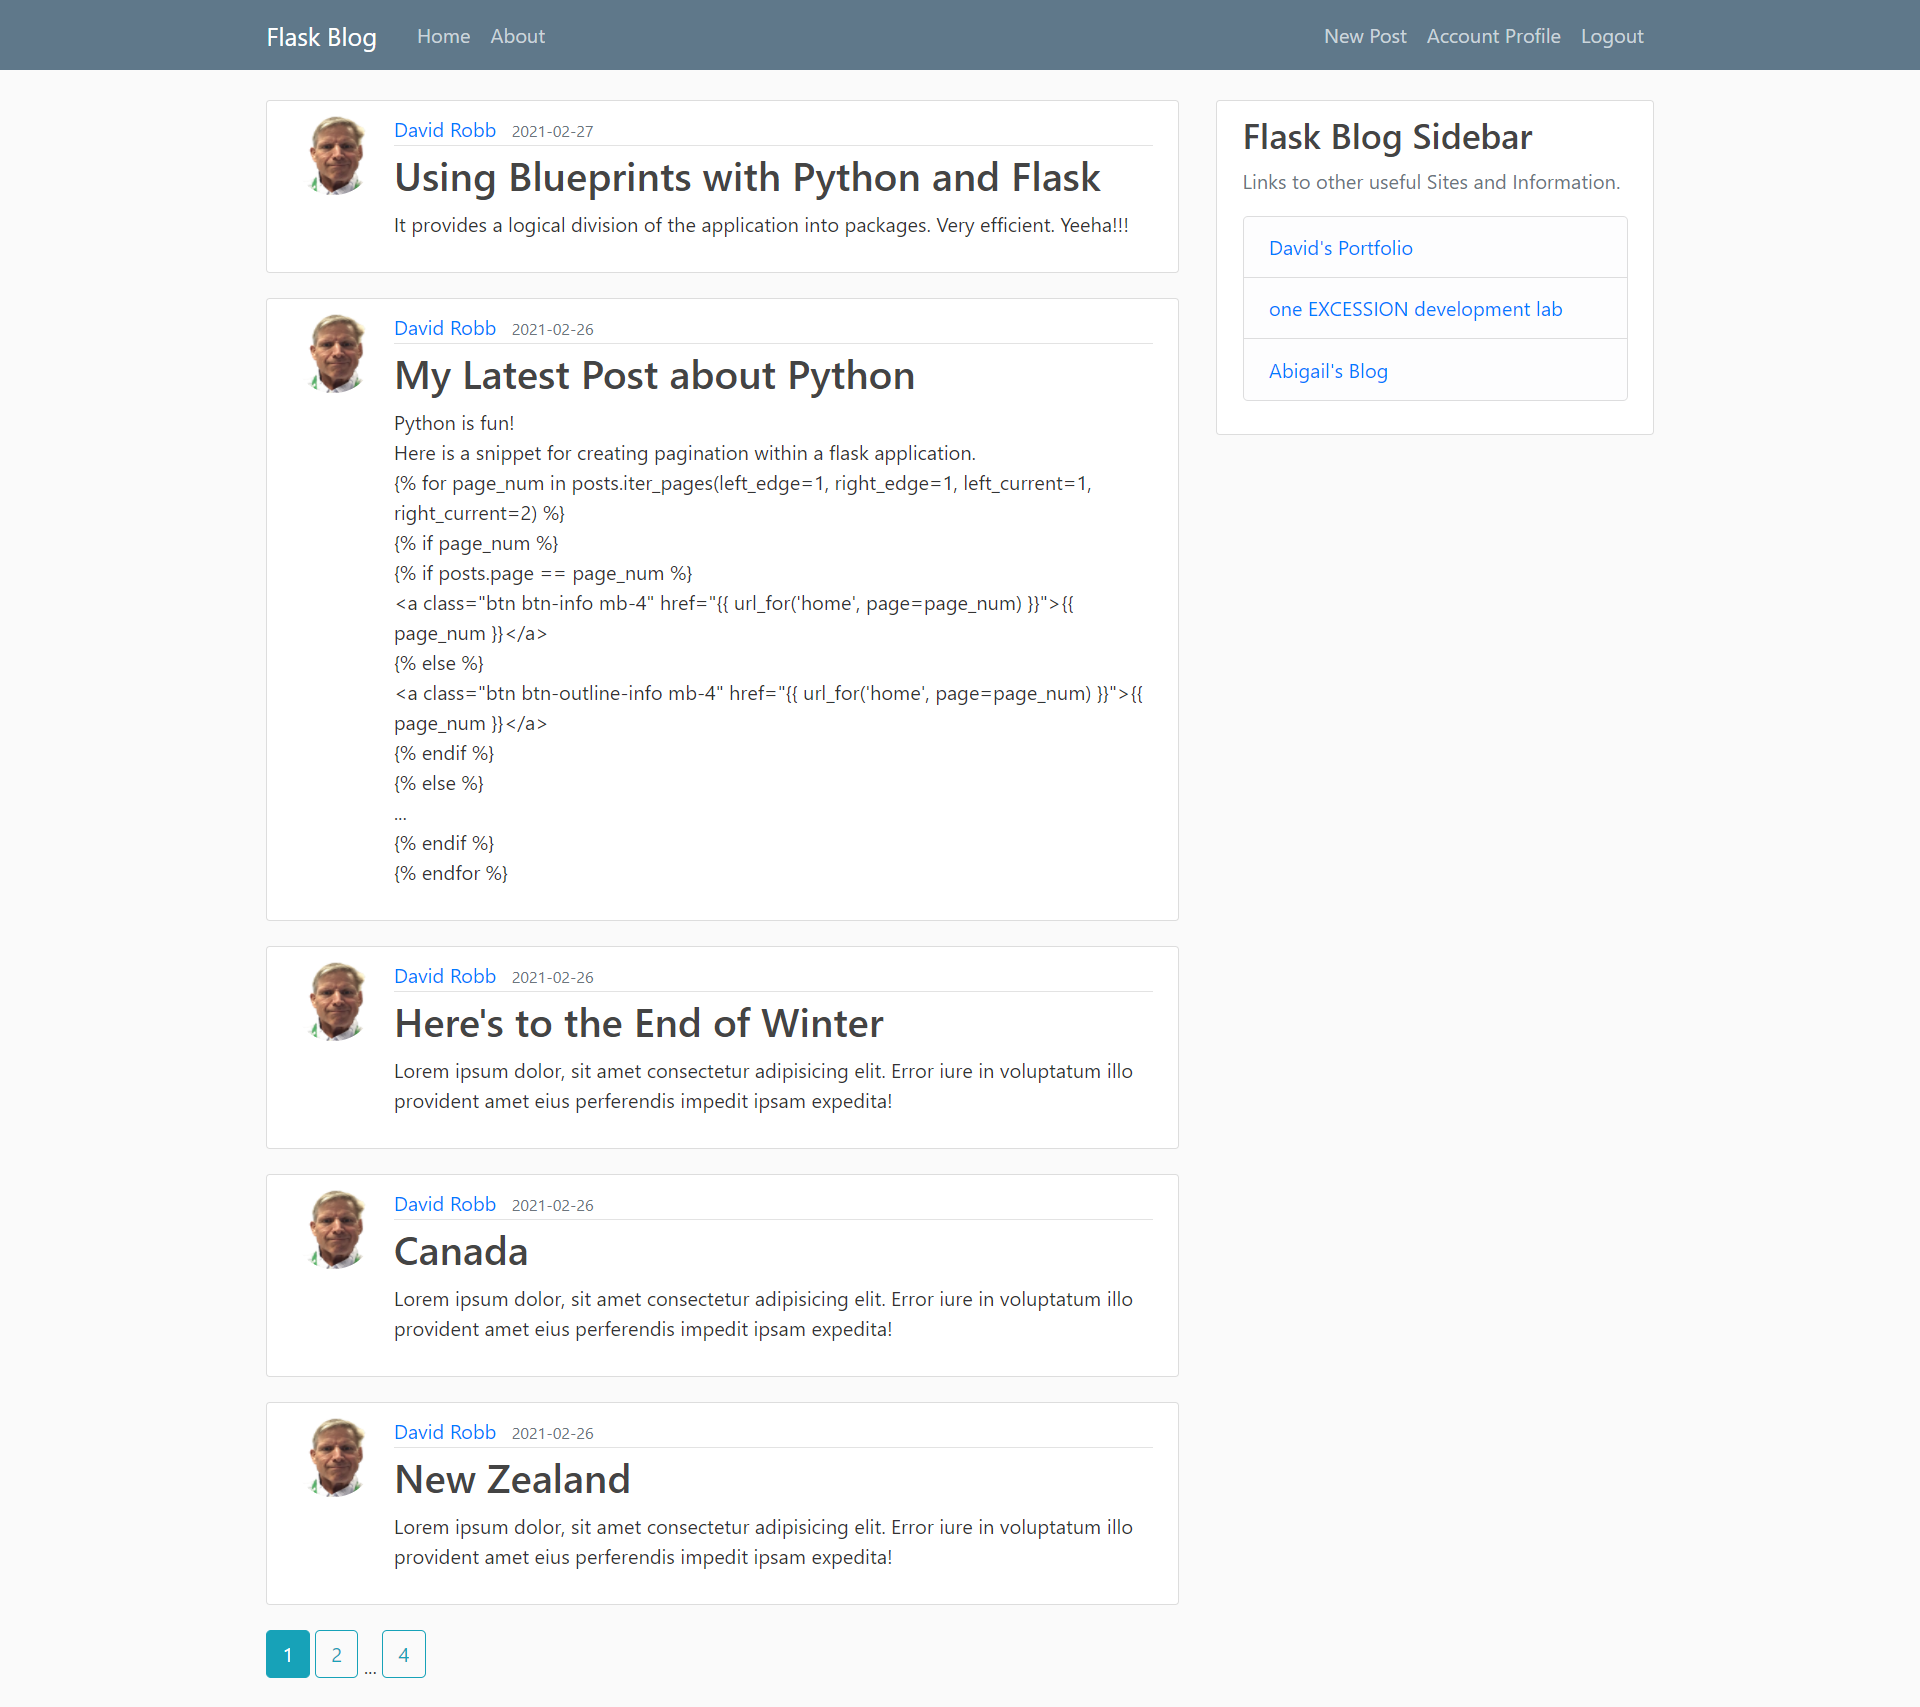 Flask Blog Home About New Post Account Profile Logout
David Robb 2021-02-27
Using Blueprints with Python and Flask
It provides a logical division of the application into packages. Very efficient. Yeeha!!!
David Robb 2021-02-26
My Latest Post about Python
Python is fun!
Here is a snippet for creating pagination within a flask application.
{% for page_num in posts.iter_pages(left_edge=1, right_edge=1, left_current=1,
right_current=2) %}
{% if page_num %}
{% if posts.page == page_num %}
<a class="btn btn-info mb-4" href="{{ url_for('home', page=page_num) }}">{{
page_num }}</a>
{% else %}
<a class="btn btn-outline-info mb-4" href="{{ url_for('home', page=page_num) }}">{{
page_num }}</a>
{% endif %}
{% else %}
...
{% endif %}
{% endfor %}
David Robb 2021-02-26
Here's to the End of Winter
Lorem ipsum dolor, sit amet consectetur adipisicing elit. Error iure in voluptatum illo
provident amet eius perferendis impedit ipsam expedita!
David Robb 2021-02-26
Canada
Lorem ipsum dolor, sit amet consectetur adipisicing elit. Error iure in voluptatum illo
provident amet eius perferendis impedit ipsam expedita!
David Robb 2021-02-26
New Zealand
Lorem ipsum dolor, sit amet consectetur adipisicing elit. Error iure in voluptatum illo
provident amet eius perferendis impedit ipsam expedita!
1 2 ... 4
Flask Blog Sidebar
Links to other useful Sites and Information.
David's Portfolio
one EXCESSION development lab
Abigail's Blog